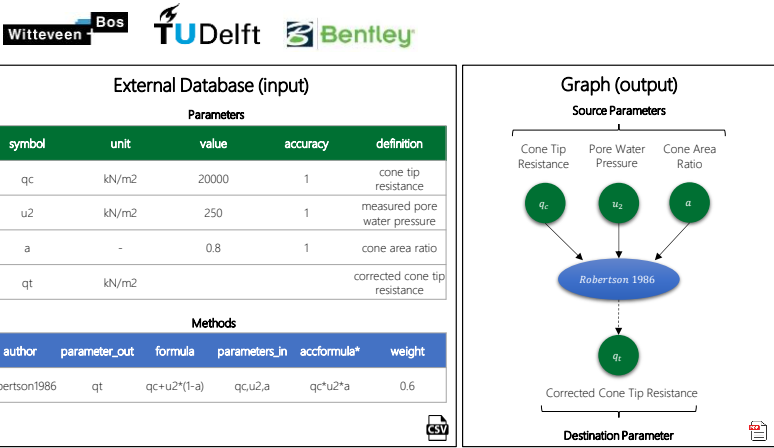 Witteveen + Bos
TUDelft
Bentley
External Database (input)
Parameters
symbol unit value accuracy definition
qc kN/m2 20000 1 cone tip
resistance
u2 kN/m2 250 1 measured pore
water pressure
a - 0.8 1 cone area ratio
qt kN/m2 corrected cone tip
resistance
Methods
author parameter_out formula parameters_in accformula* weight
bertson1986 qt qc+u2*(1-a) qc,u2,a qc*u2*a 0.6
CSV
Graph (output)
Source Parameters
Cone Tip Pore Water Cone Area
Resistance Pressure Ratio
qc u2 a
Robertson 1986
qt
Corrected Cone Tip Resistance
Destination Parameter